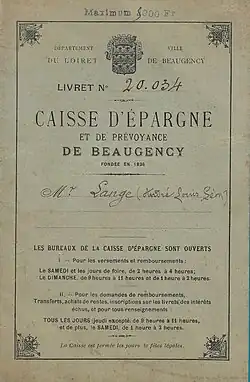 Maximum 5000 Fr
DÉPARTEMENT VILLE
DU LOIRET DE BEAUGENCY
LIVRET N° 20.034
CAISSE D'ÉPARGNE
ET DE PRÉVOYANCE
DE BEAUGENCY
FONDÉE EN 1836
Mr Lange (André Louis Léon)
LES BUREAUX DE LA CAISSE D'ÉPARGNE SONT OUVERTS
I. — Pour les versements et remboursements:
Le SAMEDI et les jours de foire, de 2 heures à 4 heures;
Le DIMANCHE, de 9 heures à 11 heures et de 1 heure à 2 heures.
II. — Pour les demandes de remboursements,
Transferts, achats de rentes, inscriptions sur les livrets des intérêts
échus, et pour tous renseignements:
TOUS LES JOURS (jeudi excepté) de 9 heures à 11 heures,
et de plus, le SAMEDI, de 1 heure à 3 heures.
La Caisse est fermée les jours de fêtes légales.